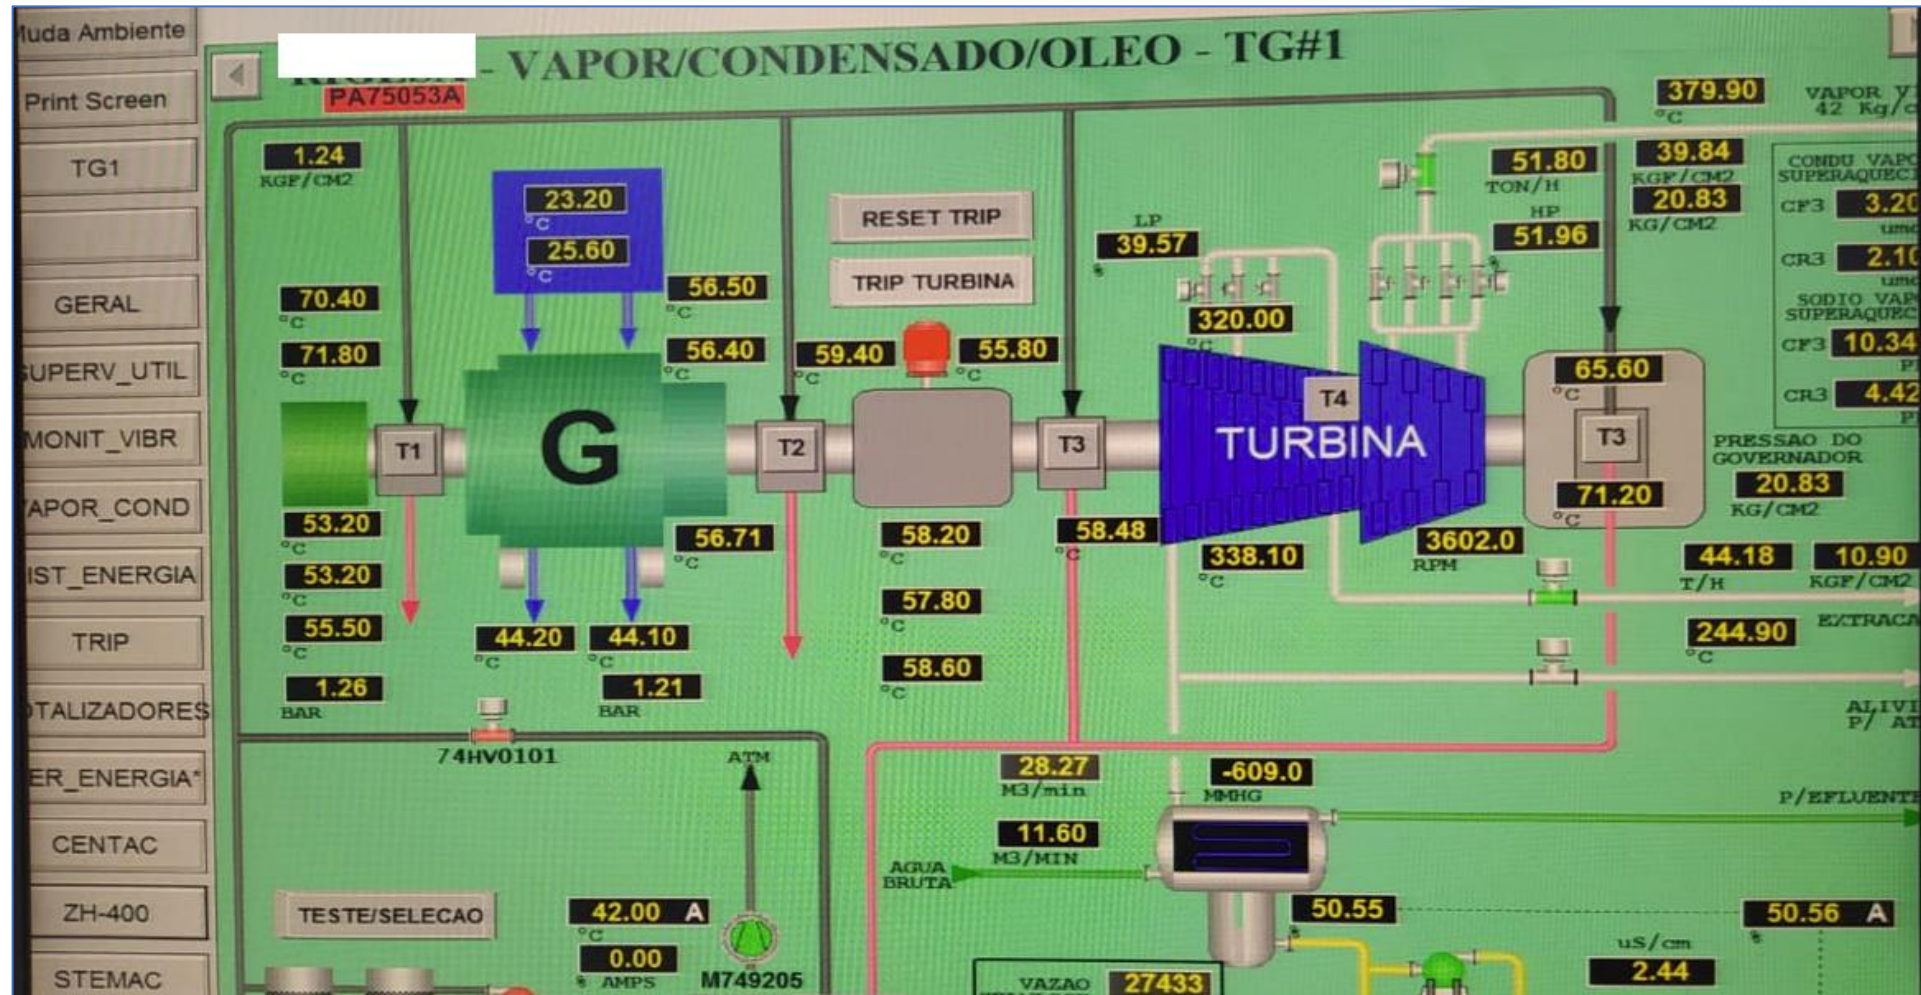 Muda Ambiente
Print Screen
TG1
GERAL
SUPERV_UTIL
MONIT_VIBR
VAPOR_COND
IST_ENERGIA
TRIP
OTALIZADORES
ER_ENERGIA*
CENTAC
ZH-400
STEMAC
- VAPOR/CONDENSADO/OLEO - TG#1
PA75053A
1.24
KGF/CM2
23.20
°C
25.60
°C
RESET TRIP
TRIP TURBINA
70.40
°C
71.80
°C
56.50
°C
56.40
°C
59.40
°C
55.80
°C
LP
39.57
%
320.00
°C
379.90
°C
VAPOR
42 Kg/c
51.80
TON/H
39.84
KGF/CM2
HP
51.96
%
20.83
KG/CM2
CONDU VAPO
SUPERAQUECI
CF3 3.20
umo
CR3 2.10
umo
SODIO VAP
SUPERAQUEC
CF3 10.34
CR3 4.42
T1
G
T2
T3
T4
TURBINA
65.60
°C
T3
71.20
°C
PRESSAO DO
GOVERNADOR
20.83
KG/CM2
53.20
°C
53.20
°C
55.50
°C
1.26
BAR
56.71
°C
44.20
°C
44.10
°C
1.21
BAR
58.20
°C
57.80
°C
58.60
°C
58.48
°C
338.10
°C
3602.0
RPM
44.18
T/H
10.90
KGF/CM2
EXTRACA
244.90
°C
ALIVI
P/ AT
74HV0101
ATM
28.27
M3/min
-609.0
MMHG
11.60
M3/MIN
AGUA
BRUTA
P/EFLUENTE
TESTE/SELECAO
42.00 A
°C
0.00
% AMPS
M749205
50.55
%
50.56 A
%
uS/cm
2.44
VAZAO
27433